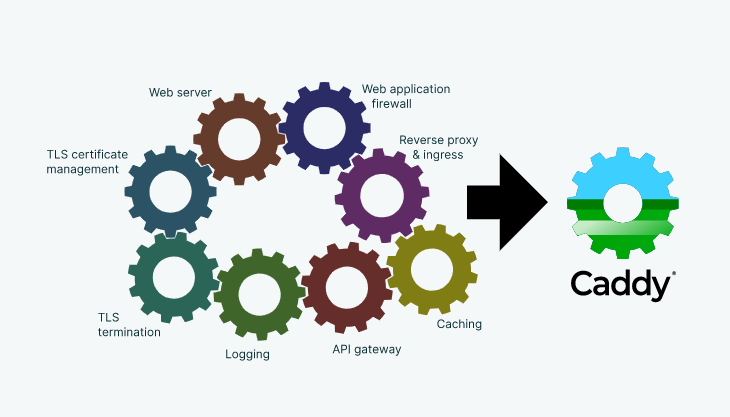 Web server
Web application
firewall
TLS certificate
management
Reverse proxy
& ingress
TLS
termination
Logging
API gateway
Caching
Caddy®